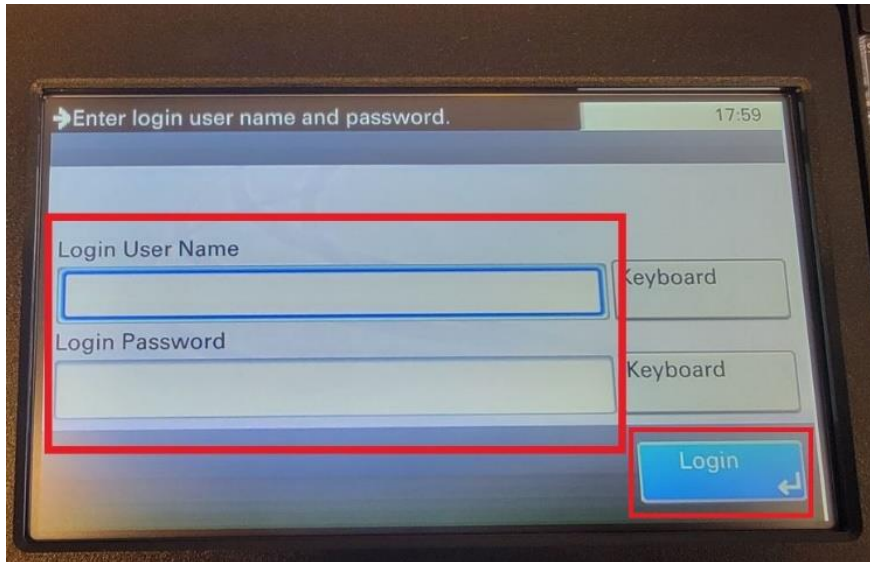 Enter login user name and password.
17:59
Login User Name
Keyboard
Login Password
Keyboard
Login